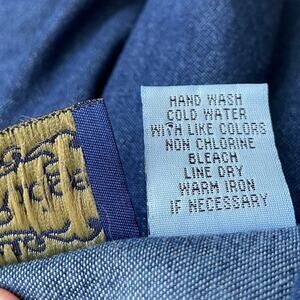 HAND WASH
COLD WATER
WITH LIKE COLORS
NON CHLORINE
BLEACH
LINE DRY
WARM IRON
IF NECESSARY